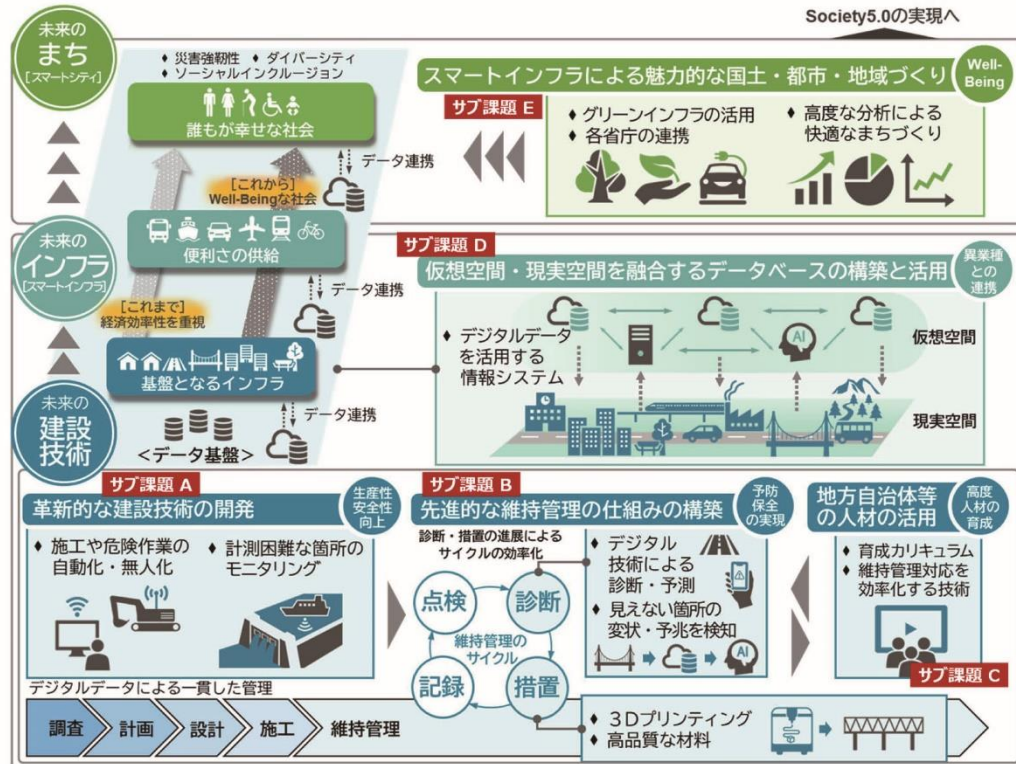 Society5.0の実現へ
未来の
まち
[スマートシティ]
♦ 災害強靭性 ♦ ダイバーシティ
♦ ソーシャルインクルージョン
誰もが幸せな社会
データ連携
[これから]
Well-Beingな社会
スマートインフラによる魅力的な国土・都市・地域づくり
Well-
Being
サブ課題 E
♦ グリーンインフラの活用
♦ 各省庁の連携
♦ 高度な分析による
快適なまちづくり
未来の
インフラ
[スマートインフラ]
便利さの供給
データ連携
[これまで]
経済効率性を重視
基盤となるインフラ
データ連携
<データ基盤>
サブ課題 D
仮想空間・現実空間を融合するデータベースの構築と活用
異業種
との
連携
♦ デジタルデータ
を活用する
情報システム
AI
仮想空間
現実空間
未来の
建設
技術
サブ課題 A
革新的な建設技術の開発
生産性
安全性
向上
♦ 施工や危険作業の
自動化・無人化
♦ 計測困難な箇所の
モニタリング
サブ課題 B
先進的な維持管理の仕組みの構築
予防
保全
の実現
診断・措置の進展による
サイクルの効率化
点検
診断
維持管理の
サイクル
記録
措置
♦ デジタル
技術による
診断・予測
♦ 見えない箇所の
変状・予兆を検知
AI
地方自治体等
の人材の活用
高度
人材の
育成
♦ 育成カリキュラム
♦ 維持管理対応を
効率化する技術
サブ課題 C
デジタルデータによる一貫した管理
調査
計画
設計
施工
維持管理
♦ 3Dプリンティング
♦ 高品質な材料